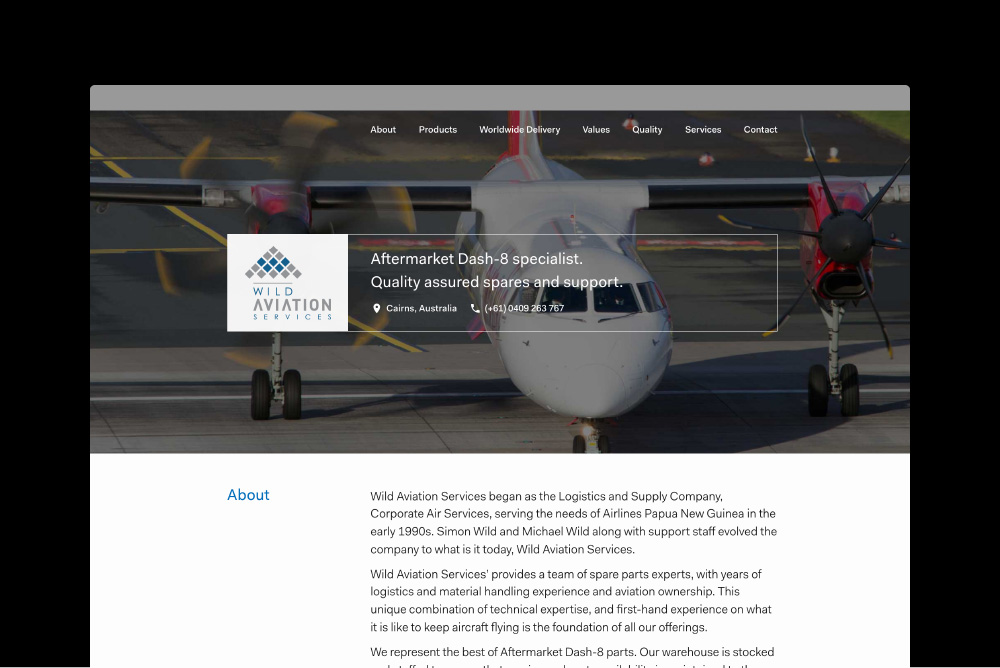 About Products Worldwide Delivery Values Quality Services Contact
WILD
AVIATION
SERVICES
Aftermarket Dash-8 specialist.
Quality assured spares and support.
Cairns, Australia (+61) 0409 263 767
About
Wild Aviation Services began as the Logistics and Supply Company,
Corporate Air Services, serving the needs of Airlines Papua New Guinea in the
early 1990s. Simon Wild and Michael Wild along with support staff evolved the
company to what is it today, Wild Aviation Services.
Wild Aviation Services' provides a team of spare parts experts, with years of
logistics and material handling experience and aviation ownership. This
unique combination of technical expertise, and first-hand experience on what
it is like to keep aircraft flying is the foundation of all our offerings.
We represent the best of Aftermarket Dash-8 parts. Our warehouse is stocked